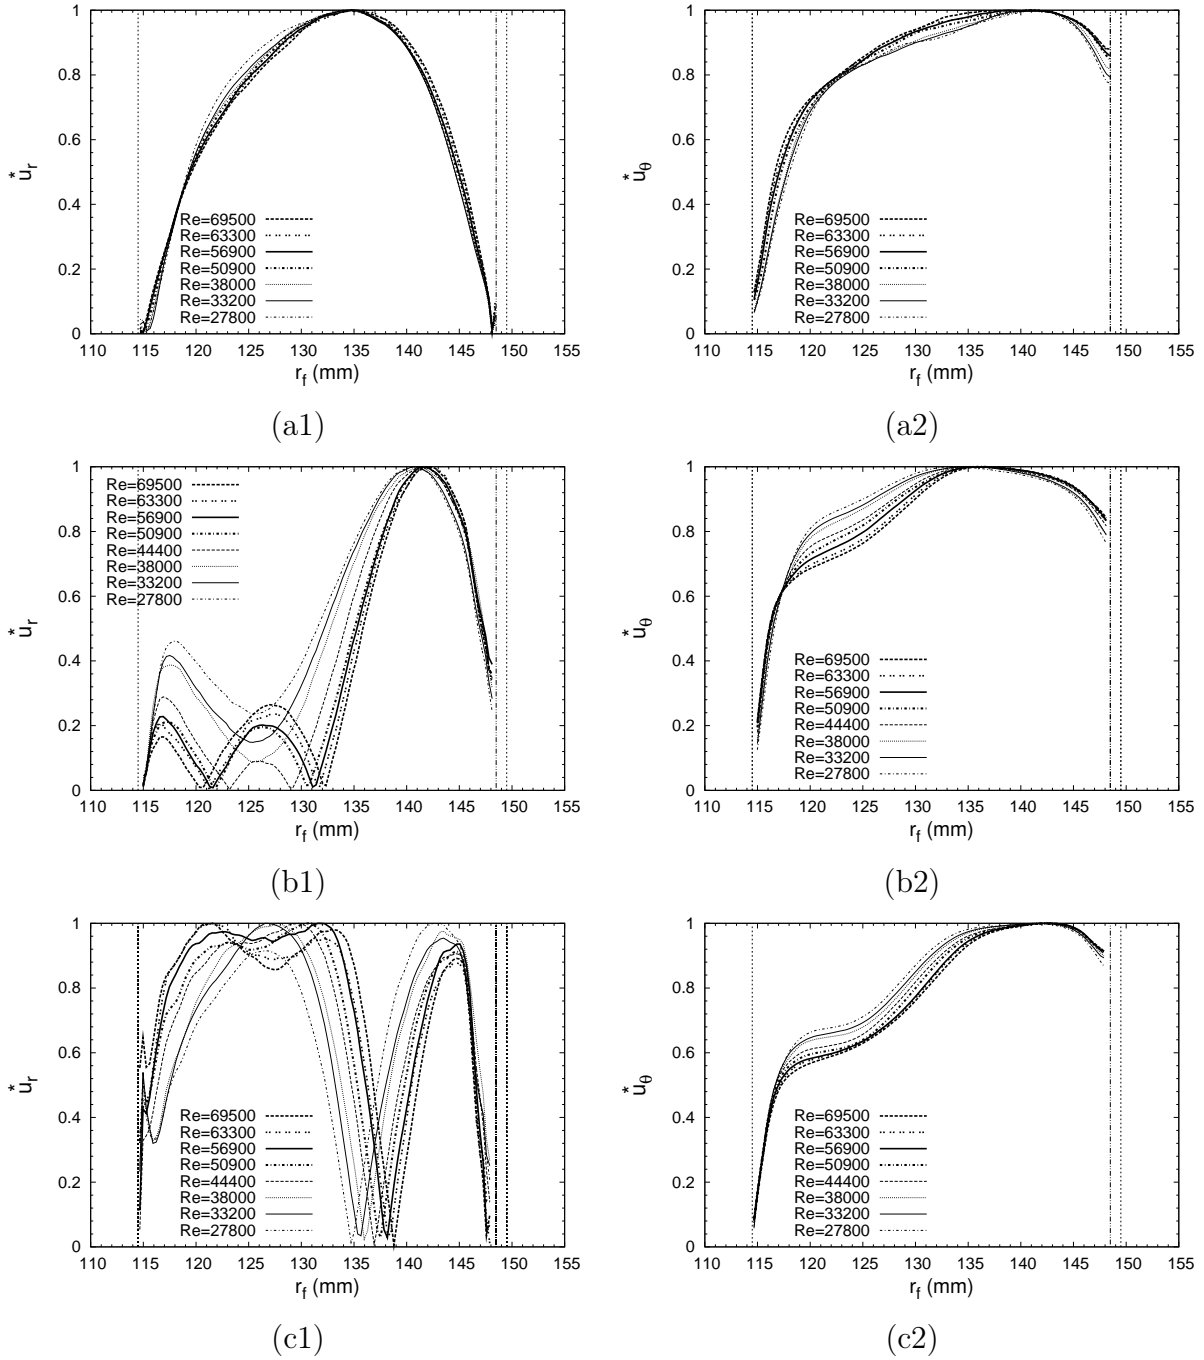 1
0.8
0.6
0.4
0.2
0
u*r
Re=69500
Re=63300
Re=56900
Re=50900
Re=38000
Re=33200
Re=27800
110 115 120 125 130 135 140 145 150 155
rf (mm)
(a1)
1
0.8
0.6
0.4
0.2
0
u*θ
Re=69500
Re=63300
Re=56900
Re=50900
Re=38000
Re=33200
Re=27800
110 115 120 125 130 135 140 145 150 155
rf (mm)
(a2)
1
0.8
0.6
0.4
0.2
0
u*r
Re=69500
Re=63300
Re=56900
Re=50900
Re=44400
Re=38000
Re=33200
Re=27800
110 115 120 125 130 135 140 145 150 155
rf (mm)
(b1)
1
0.8
0.6
0.4
0.2
0
u*θ
Re=69500
Re=63300
Re=56900
Re=50900
Re=44400
Re=38000
Re=33200
Re=27800
110 115 120 125 130 135 140 145 150 155
rf (mm)
(b2)
1
0.8
0.6
0.4
0.2
0
u*r
Re=69500
Re=63300
Re=56900
Re=50900
Re=44400
Re=38000
Re=33200
Re=27800
110 115 120 125 130 135 140 145 150 155
rf (mm)
(c1)
1
0.8
0.6
0.4
0.2
0
u*θ
Re=69500
Re=63300
Re=56900
Re=50900
Re=44400
Re=38000
Re=33200
Re=27800
110 115 120 125 130 135 140 145 150 155
rf (mm)
(c2)